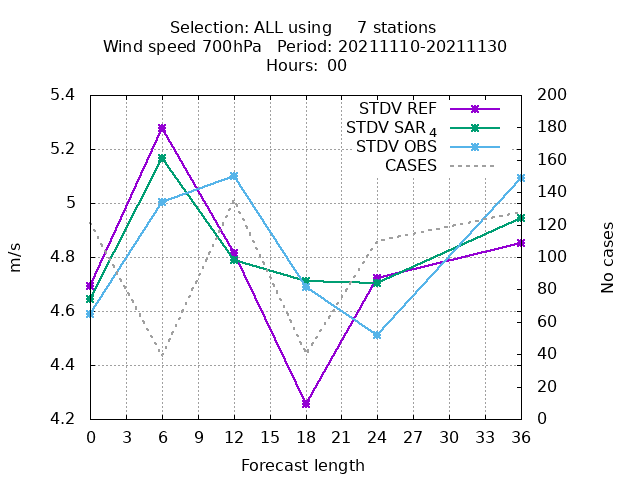 Selection: ALL using     7 stations
Wind speed 700hPa   Period: 20211110-20211130
Hours:  00
STDV REF
STDV SAR4
STDV OBS
CASES
5.4
5.2
5
4.8
4.6
4.4
4.2
m/s
200
180
160
140
120
100
80
60
40
20
0
No cases
0 3 6 9 12 15 18 21 24 27 30 33 36
Forecast length